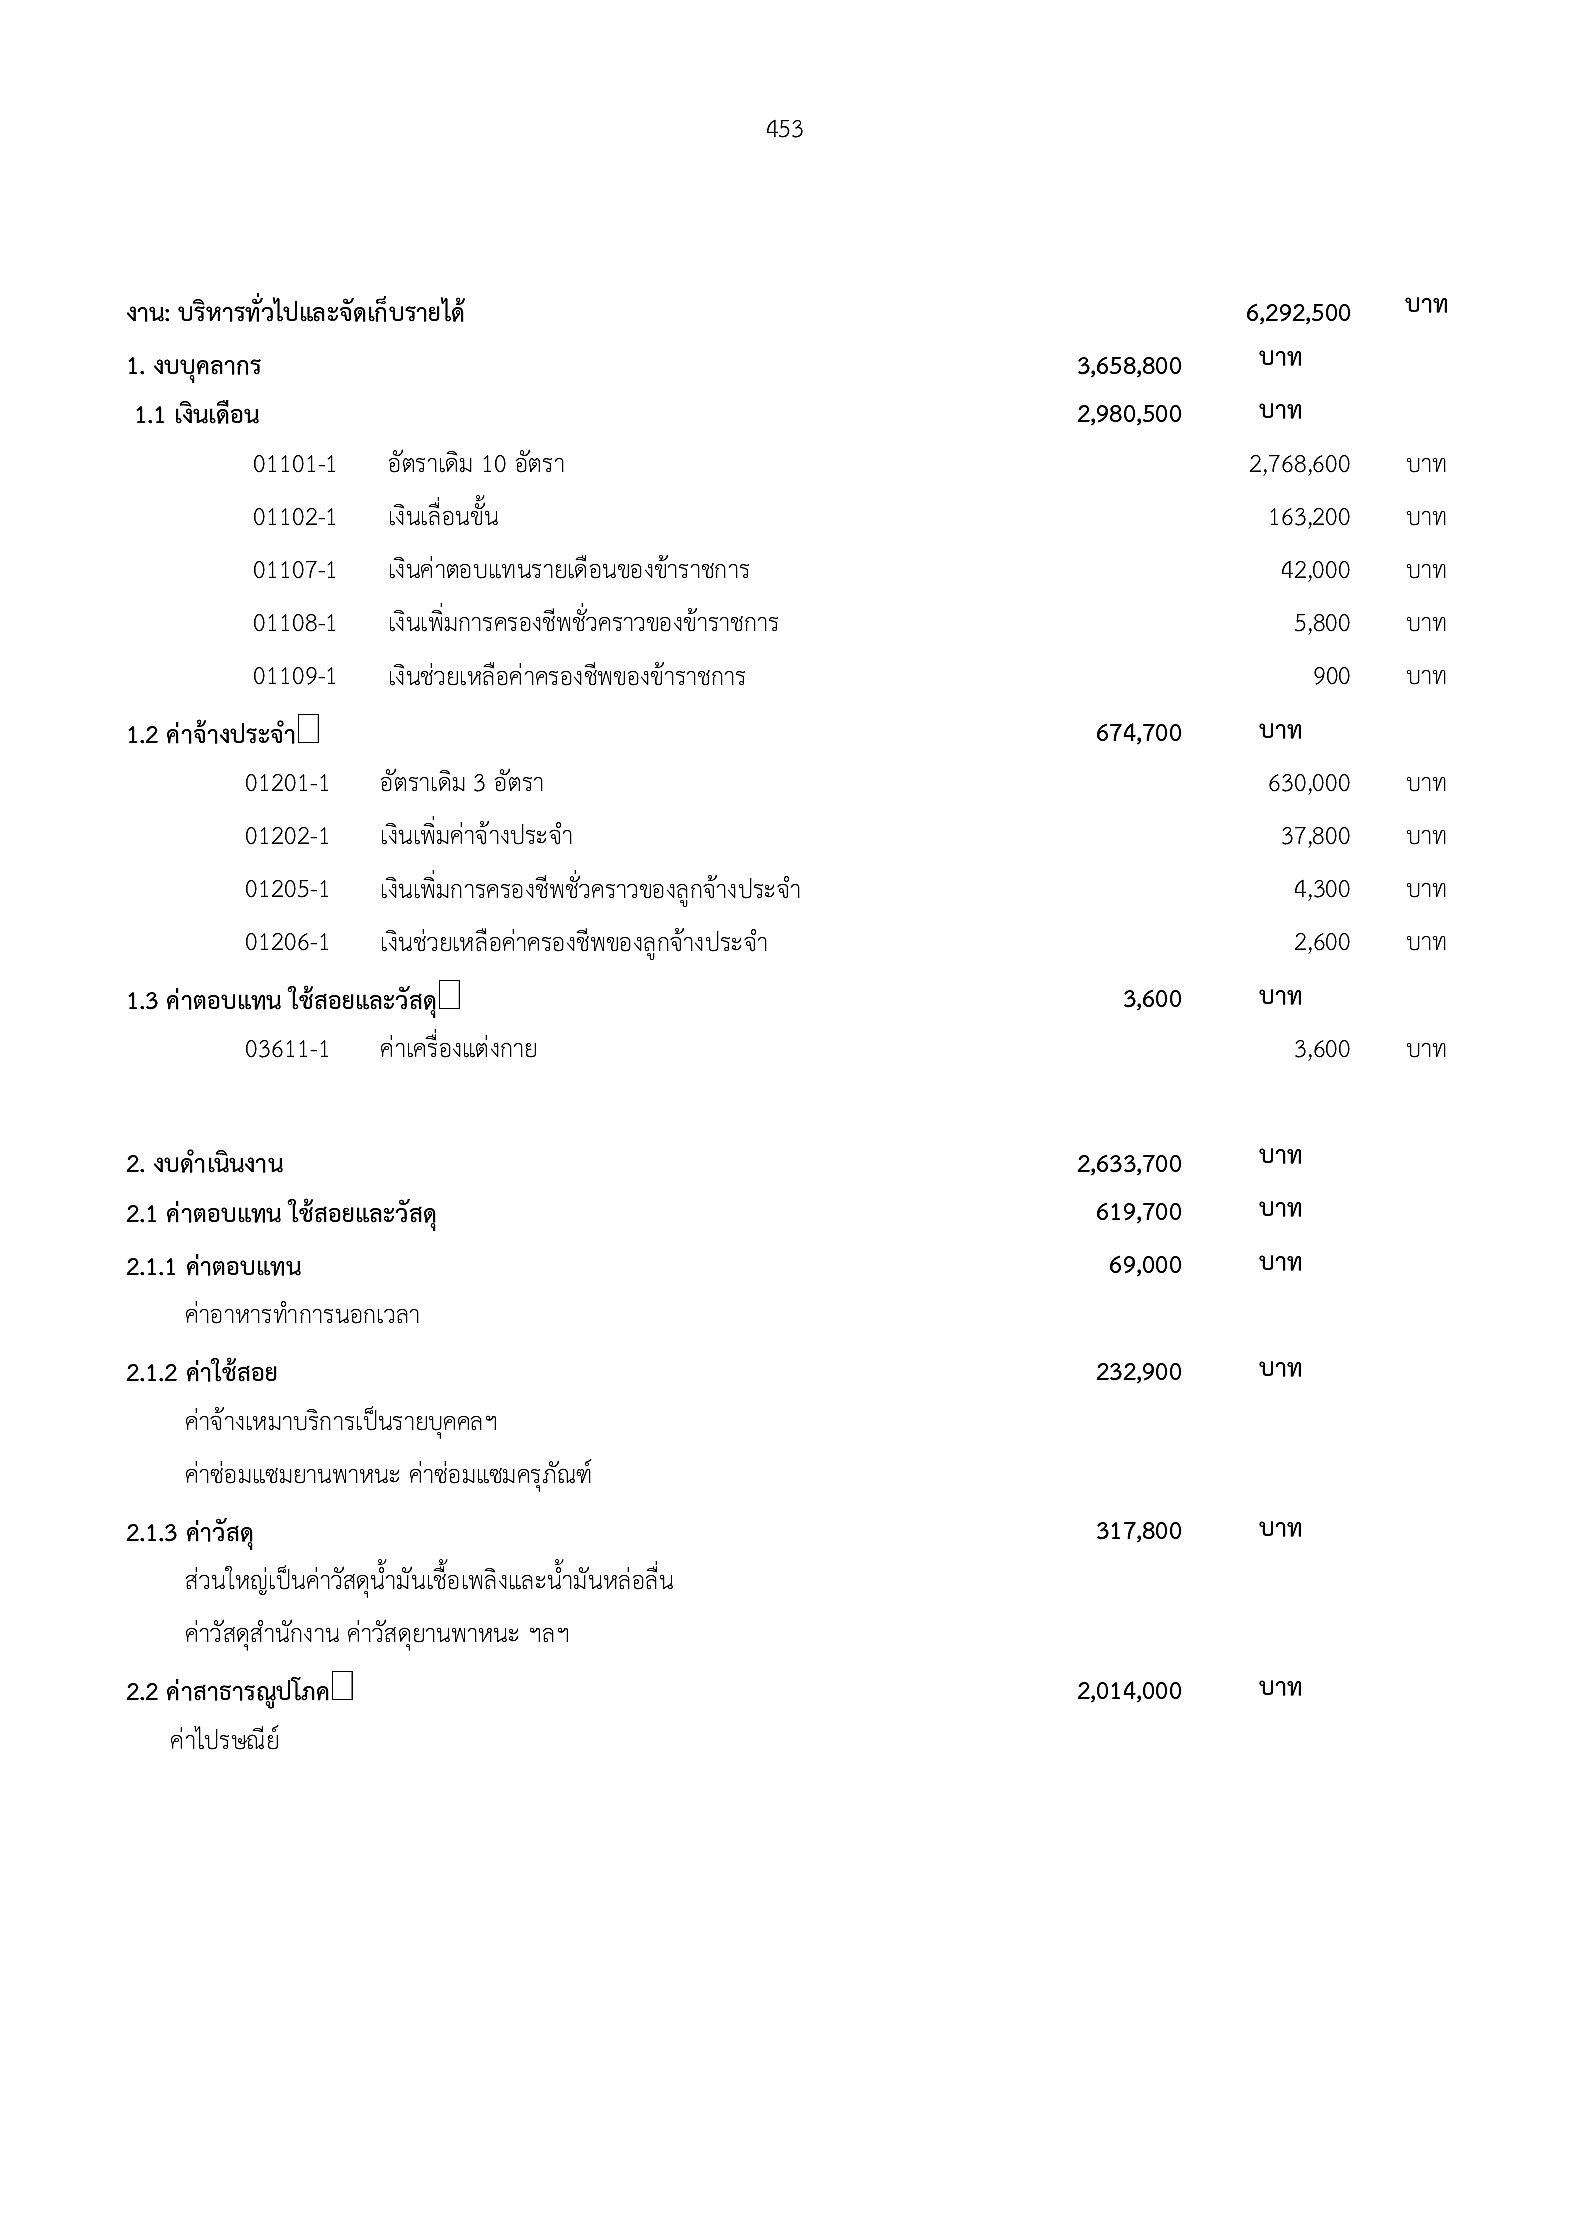 453
งาน: บริหารทั่วไปและจัดเก็บรายได้ 6,292,500 บาท
1. งบบุคลากร 3,658,800 บาท
1.1 เงินเดือน 2,980,500 บาท
01101-1 อัตราเดิม 10 อัตรา 2,768,600 บาท
01102-1 เงินเลื่อนขั้น 163,200 บาท
01107-1 เงินค่าตอบแทนรายเดือนของข้าราชการ 42,000 บาท
01108-1 เงินเพิ่มการครองชีพชั่วคราวของข้าราชการ 5,800 บาท
01109-1 เงินช่วยเหลือค่าครองชีพของข้าราชการ 900 บาท
1.2 ค่าจ้างประจำ 674,700 บาท
01201-1 อัตราเดิม 3 อัตรา 630,000 บาท
01202-1 เงินเพิ่มค่าจ้างประจำ 37,800 บาท
01205-1 เงินเพิ่มการครองชีพชั่วคราวของลูกจ้างประจำ 4,300 บาท
01206-1 เงินช่วยเหลือค่าครองชีพของลูกจ้างประจำ 2,600 บาท
1.3 ค่าตอบแทน ใช้สอยและวัสดุ 3,600 บาท
03611-1 ค่าเครื่องแต่งกาย 3,600 บาท
2. งบดำเนินงาน 2,633,700 บาท
2.1 ค่าตอบแทน ใช้สอยและวัสดุ 619,700 บาท
2.1.1 ค่าตอบแทน 69,000 บาท
ค่าอาหารทำการนอกเวลา
2.1.2 ค่าใช้สอย 232,900 บาท
ค่าจ้างเหมาบริการเป็นรายบุคคลฯ
ค่าซ่อมแซมยานพาหนะ ค่าซ่อมแซมครุภัณฑ์
2.1.3 ค่าวัสดุ 317,800 บาท
ส่วนใหญ่เป็นค่าวัสดุน้ำมันเชื้อเพลิงและน้ำมันหล่อลื่น
ค่าวัสดุสำนักงาน ค่าวัสดุยานพาหนะ ฯลฯ
2.2 ค่าสาธารณูปโภค 2,014,000 บาท
ค่าไปรษณีย์